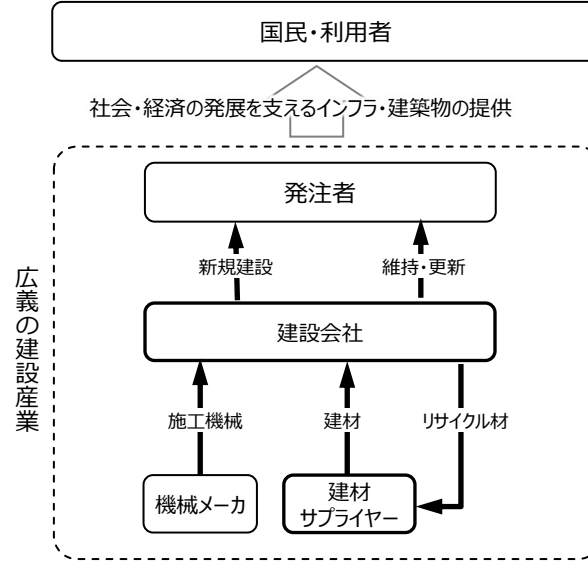 国民・利用者
社会・経済の発展を支えるインフラ・建築物の提供
発注者
新規建設
維持・更新
広義の建設産業
建設会社
施工機械
建材
リサイクル材
機械メーカ
建材
サプライヤー